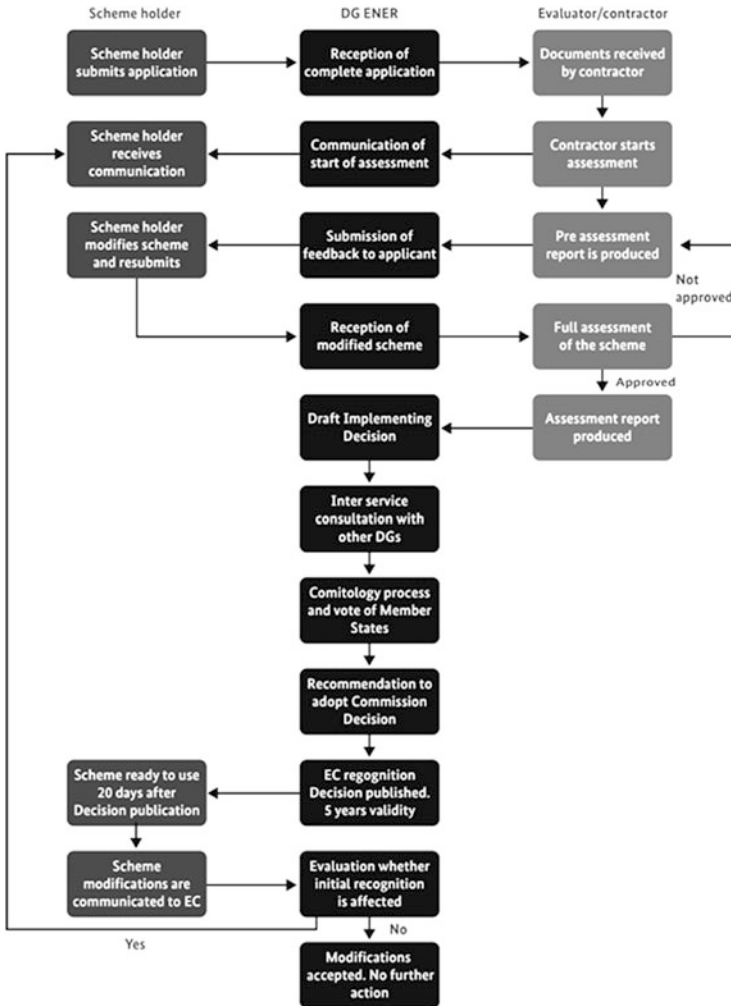 Scheme holder
DG ENER
Evaluator/contractor
Scheme holder
submits application
Reception of
complete application
Documents received
by contractor
Scheme holder
receives
communication
Communication of
start of assessment
Contractor starts
assessment
Scheme holder
modifies scheme
and resubmits
Submission of
feedback to applicant
Pre assessment
report is produced
Not
approved
Reception of
modified scheme
Full assessment
of the scheme
Approved
Draft Implementing
Decision
Assessment report
produced
Inter service
consultation with
other DGs
Comitology process
and vote of Member
States
Recommendation to
adopt Commission
Decision
Scheme ready to use
20 days after
Decision publication
EC regognition
Decision published.
5 years validity
Scheme
modifications are
communicated to EC
Evaluation whether
initial recognition
is affected
Yes
No
Modifications
accepted. No further
action